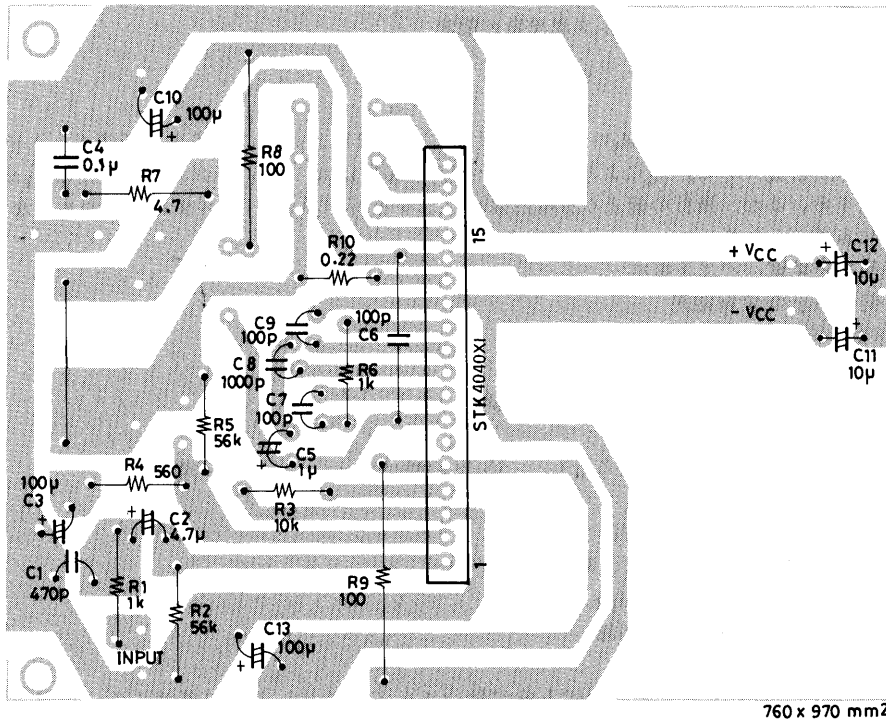 C10
100µ
+
C4
0.1µ
R7
4.7
R8
100
15
R10
0.22
+ VCC
+
C12
10µ
- VCC
+
C11
10µ
C9
100p
100p
C6
C8
1000p
R6
1k
C7
100p
STK4040XI
R5
56k
C5
1µ
+
R4
560
100µ
C3
+
R3
10k
+
C2
4.7µ
C1
470p
R1
1k
R2
56k
R9
100
1
INPUT
C13
100µ
+
760 x 970 mm2